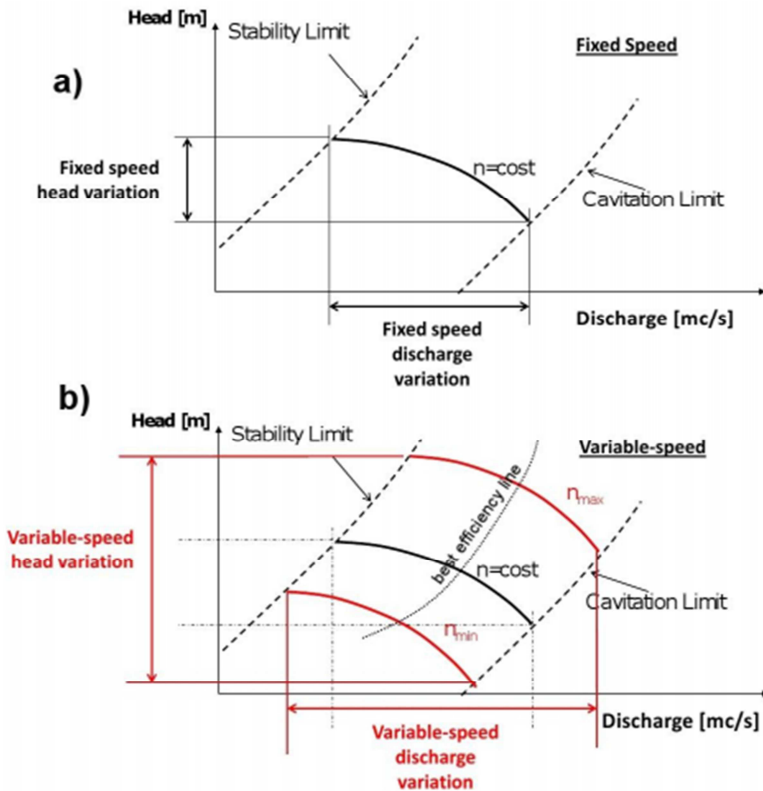 Head [m]
Stability Limit
Fixed Speed
a)
Fixed speed
head variation
n=cost
Cavitation Limit
Discharge [mc/s]
Fixed speed
discharge
variation
b)
Head [m]
Stability Limit
Variable-speed
best efficiency line
nmax
Variable-speed
head variation
n=cost
Cavitation Limit
nmin
Discharge [mc/s]
Variable-speed
discharge
variation